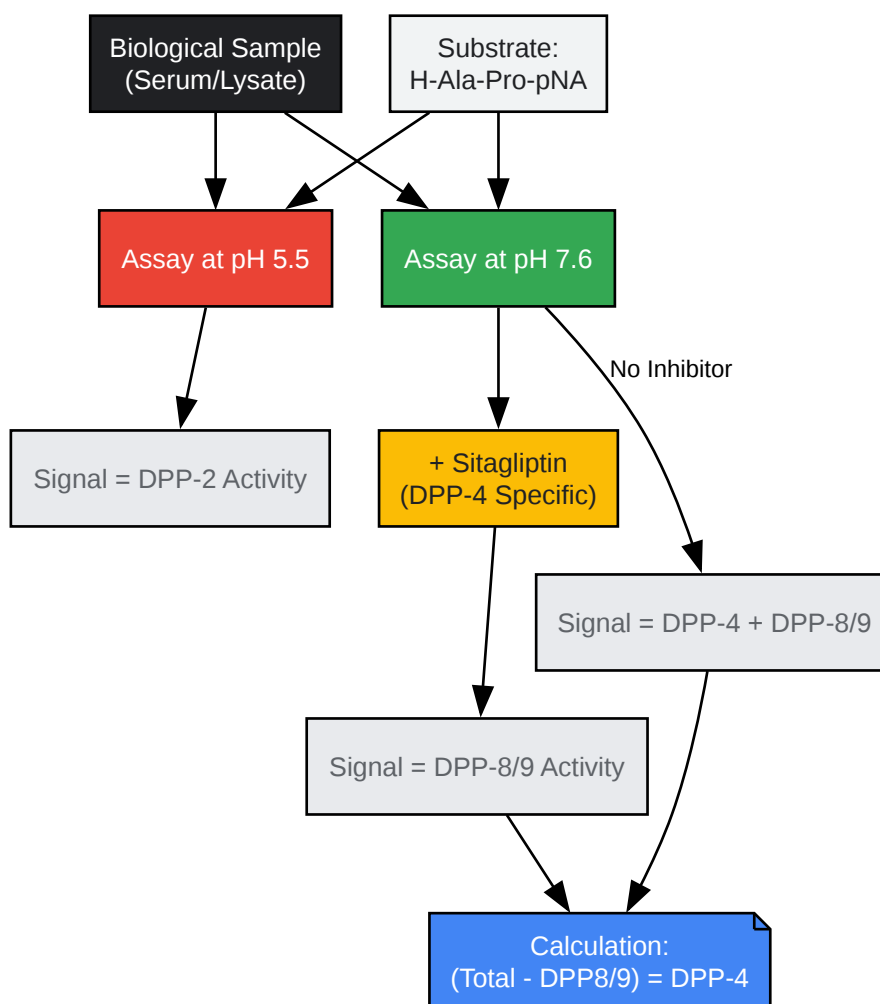 Biological Sample
(Serum/Lysate)
Substrate:
H-Ala-Pro-pNA
Assay at pH 5.5
Assay at pH 7.6
No Inhibitor
Signal = DPP-2 Activity
+ Sitagliptin
(DPP-4 Specific)
Signal = DPP-4 + DPP-8/9
Signal = DPP-8/9 Activity
Calculation:
(Total - DPP8/9) = DPP-4